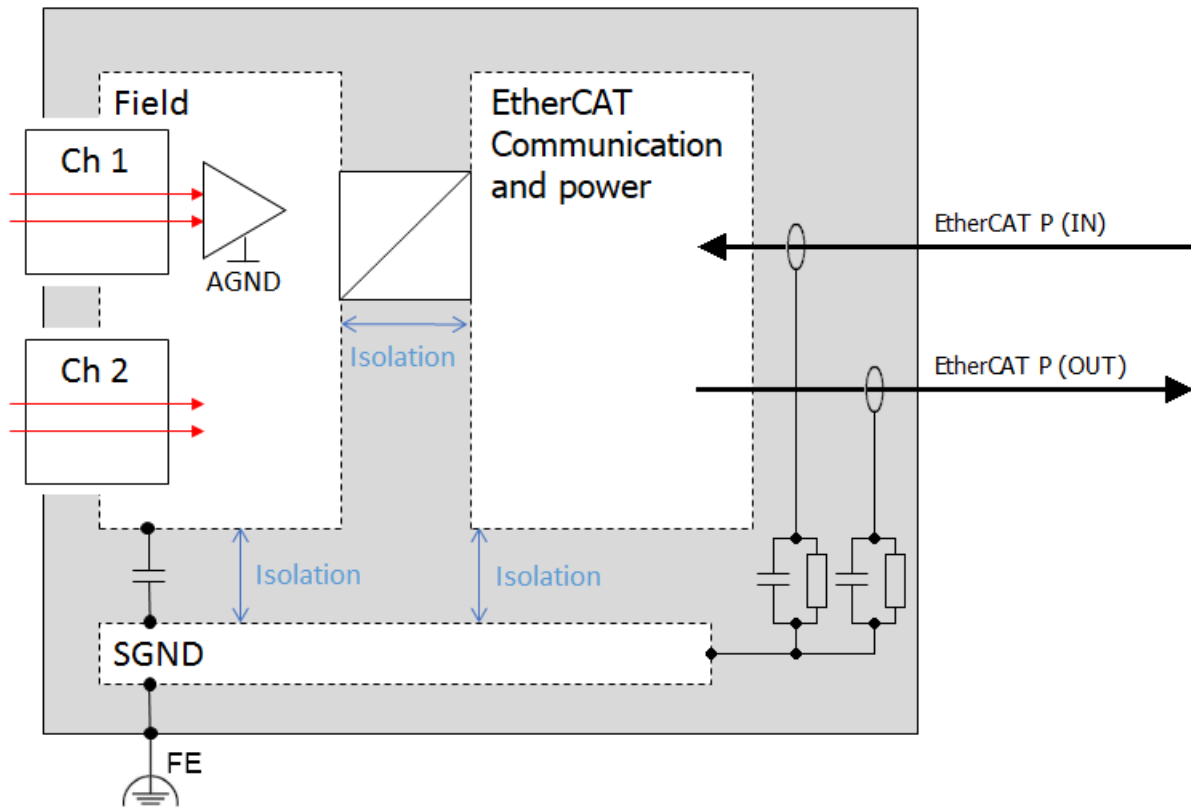 Field
Ch 1
AGND
Ch 2
EtherCAT
Communication
and power
EtherCAT P (IN)
Isolation
EtherCAT P (OUT)
Isolation
Isolation
SGND
FE